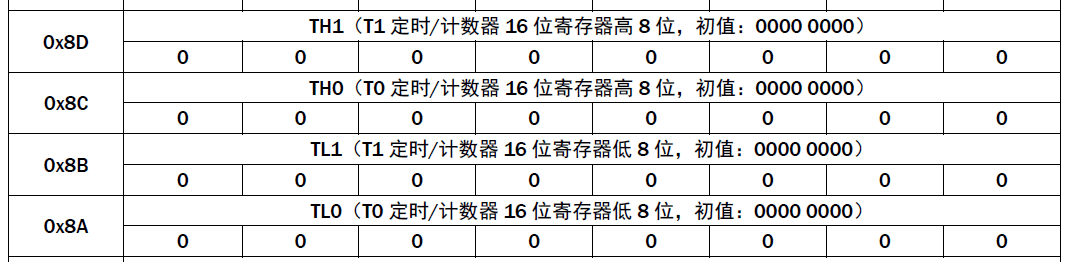 0x8D
TH1（T1 定时/计数器 16 位寄存器高 8 位，初值：0000 0000）
0 0 0 0 0 0 0 0
0x8C
TH0（T0 定时/计数器 16 位寄存器高 8 位，初值：0000 0000）
0 0 0 0 0 0 0 0
0x8B
TL1（T1 定时/计数器 16 位寄存器低 8 位，初值：0000 0000）
0 0 0 0 0 0 0 0
0x8A
TL0（T0 定时/计数器 16 位寄存器低 8 位，初值：0000 0000）
0 0 0 0 0 0 0 0